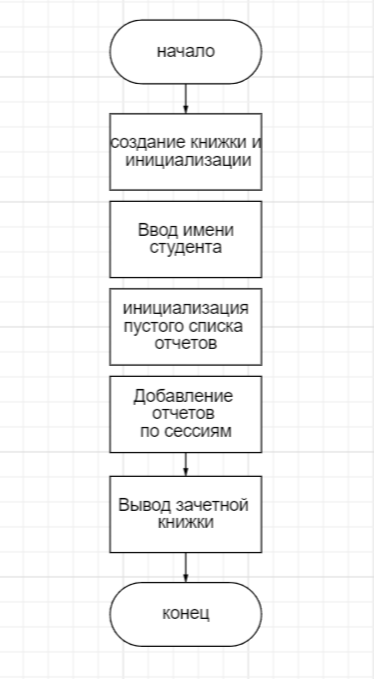 начало
создание книжки и
инициализации
Ввод имени
студента
инициализация
пустого списка
отчетов
Добавление
отчетов
по сессиям
Вывод зачетной
книжки
конец